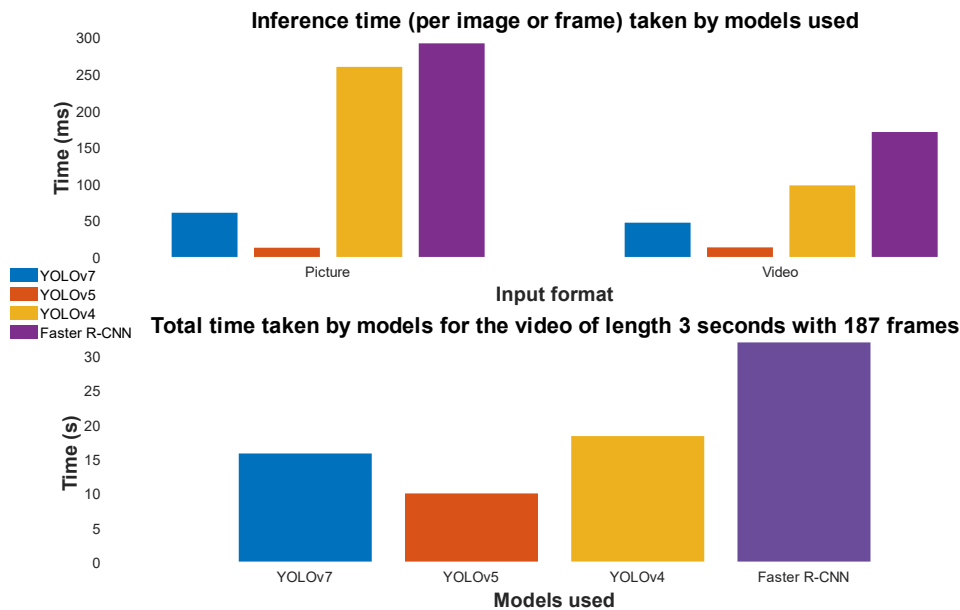 Inference time (per image or frame) taken by models used
300
250
200
150
100
50
0
Time (ms)
Picture
Video
Input format
YOLOv7
YOLOv5
YOLOv4
Faster R-CNN
Total time taken by models for the video of length 3 seconds with 187 frames
30
25
20
15
10
5
0
Time (s)
YOLOv7
YOLOv5
YOLOv4
Faster R-CNN
Models used